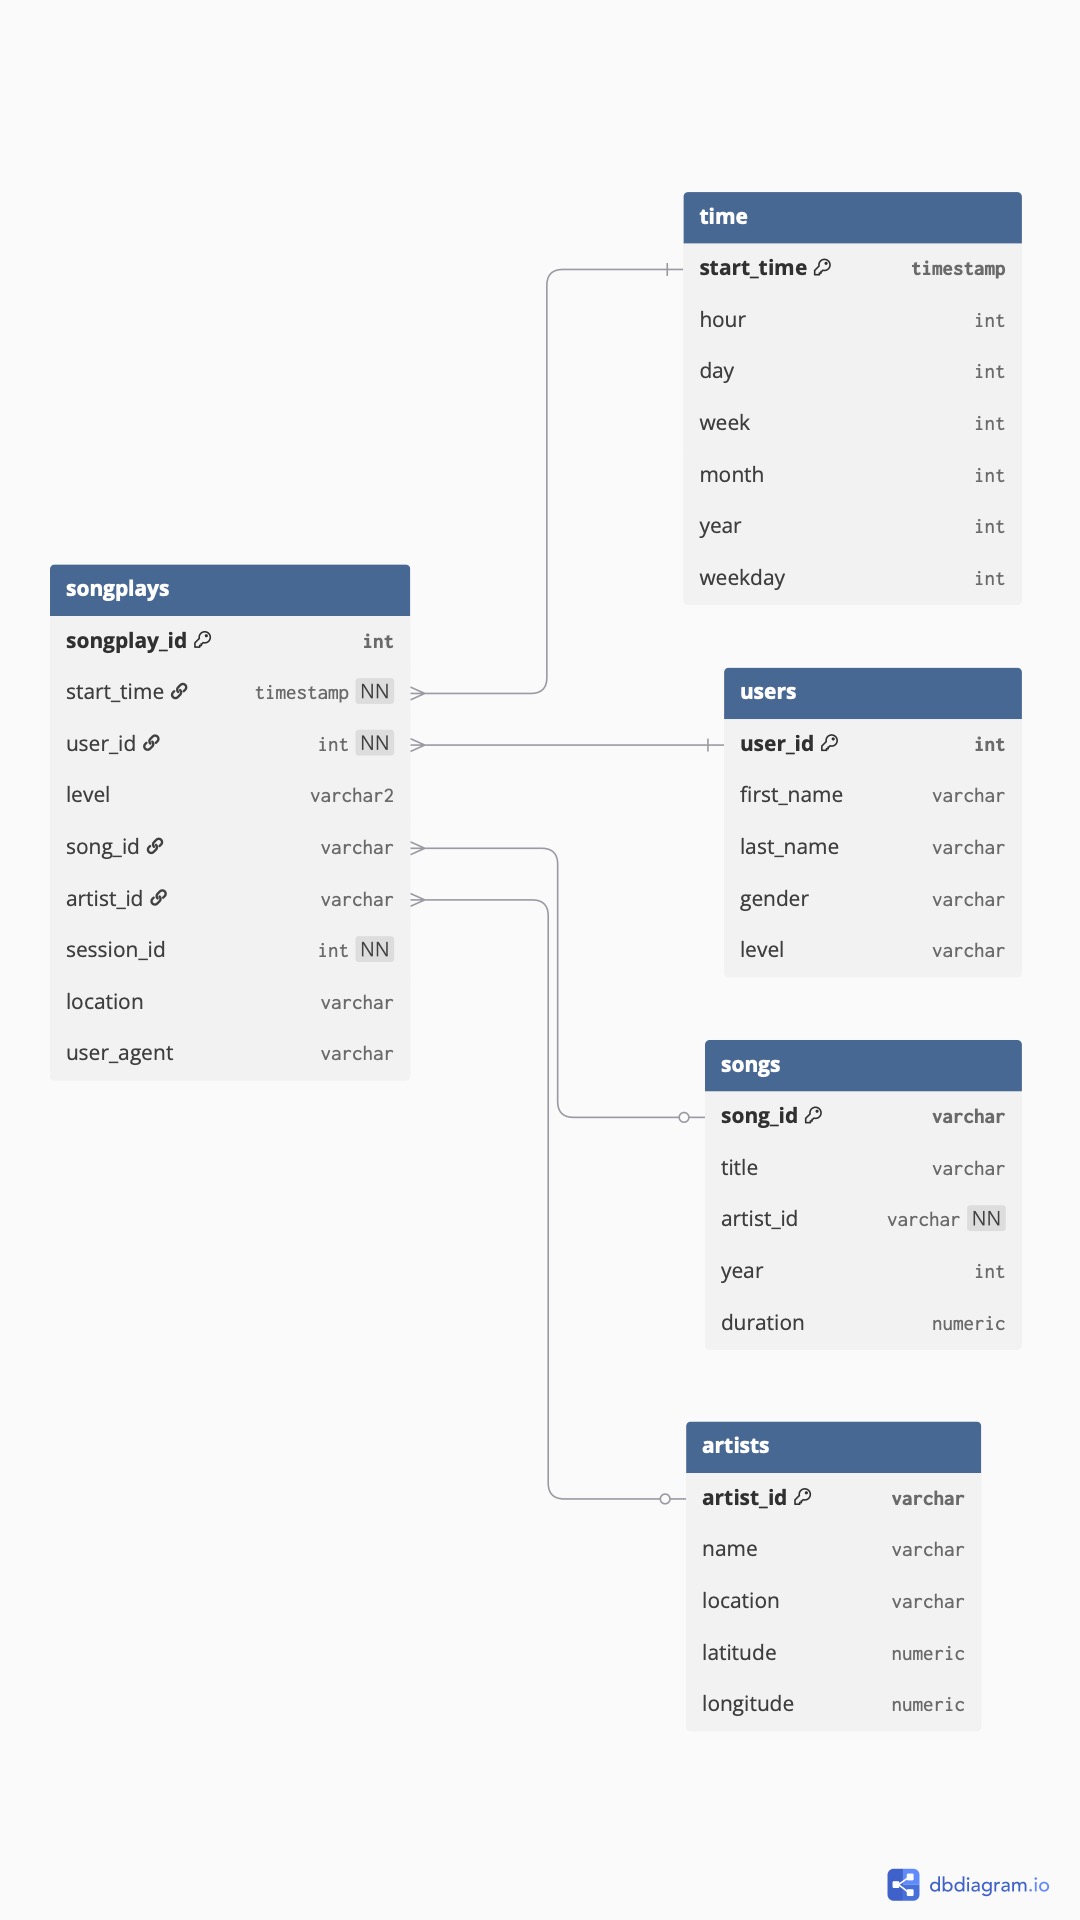 time
start_time timestamp
hour int
day int
week int
month int
year int
weekday int
songplays
songplay_id int
start_time timestamp NN
user_id int NN
level varchar2
song_id varchar
artist_id varchar
session_id int NN
location varchar
user_agent varchar
users
user_id int
first_name varchar
last_name varchar
gender varchar
level varchar
songs
song_id varchar
title varchar
artist_id varchar NN
year int
duration numeric
artists
artist_id varchar
name varchar
location varchar
latitude numeric
longitude numeric
dbdiagram.io